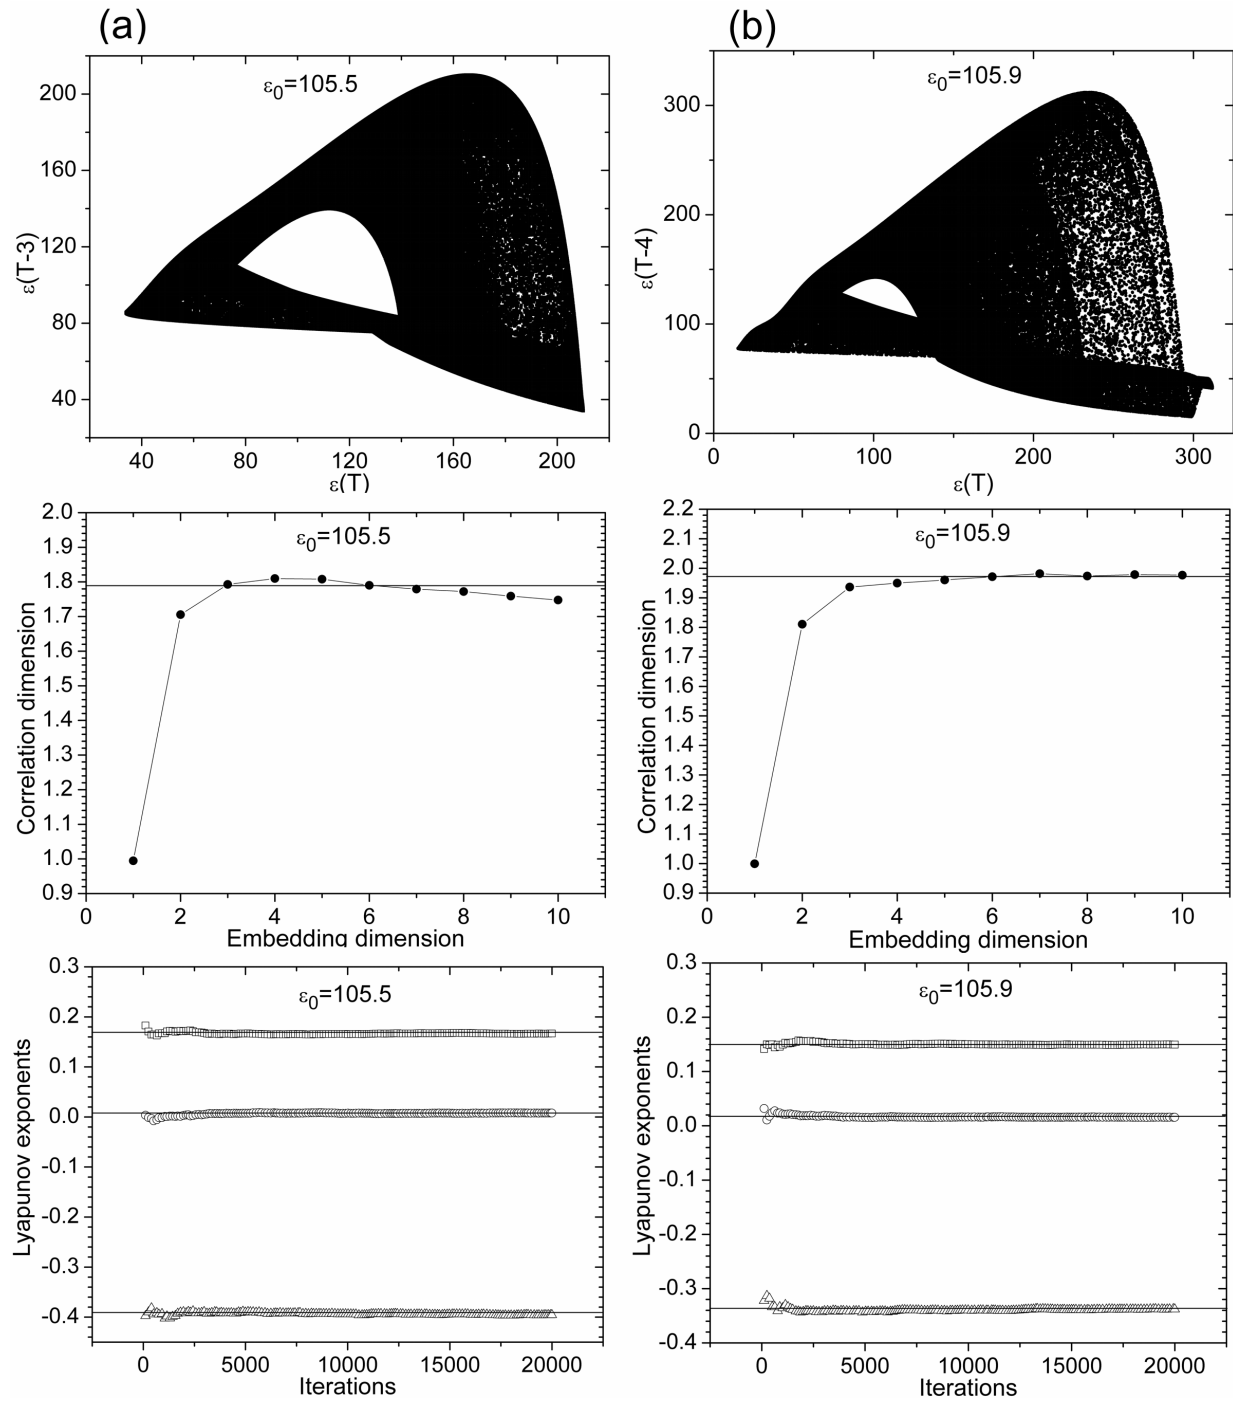 (a)
ε0=105.5
ε(T-3)
200
160
120
80
40
40 80 120 160 200
ε(T)
(b)
ε0=105.9
ε(T-4)
300
200
100
0
0 100 200 300
ε(T)
ε0=105.5
Correlation dimension
2.0
1.9
1.8
1.7
1.6
1.5
1.4
1.3
1.2
1.1
1.0
0.9
0 2 4 6 8 10
Embedding dimension
ε0=105.9
Correlation dimension
2.2
2.1
2.0
1.9
1.8
1.7
1.6
1.5
1.4
1.3
1.2
1.1
1.0
0.9
0 2 4 6 8 10
Embedding dimension
ε0=105.5
Lyapunov exponents
0.3
0.2
0.1
0.0
-0.1
-0.2
-0.3
-0.4
0 5000 10000 15000 20000
Iterations
ε0=105.9
Lyapunov exponents
0.3
0.2
0.1
0.0
-0.1
-0.2
-0.3
-0.4
0 5000 10000 15000 20000
Iterations